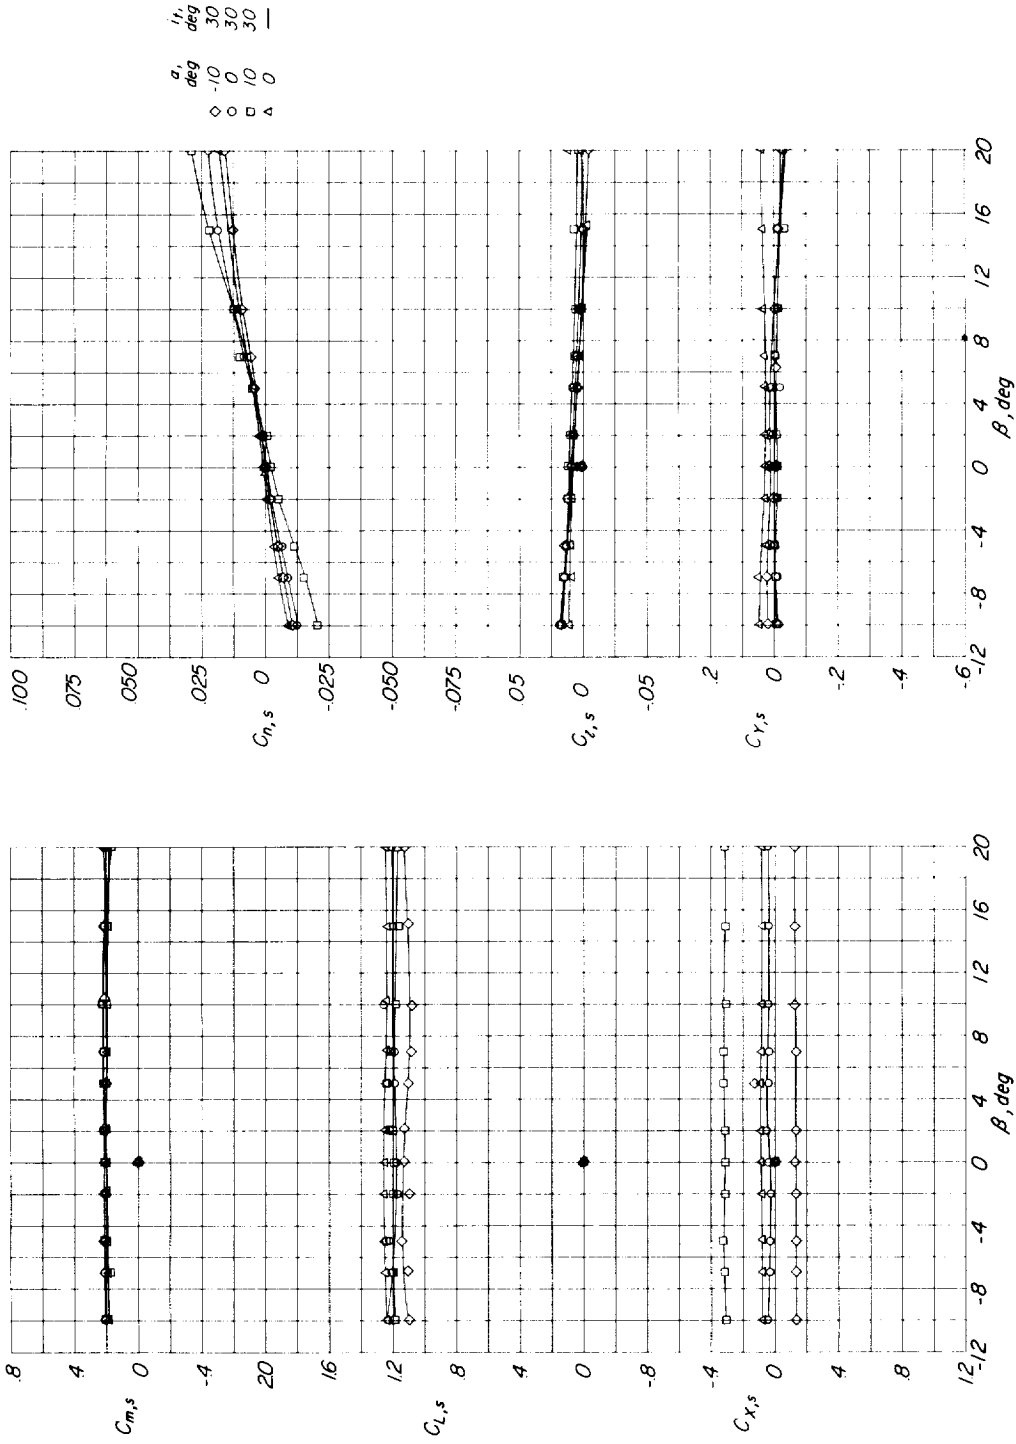 α, deg
i_t, deg
-10 30
0 30
10 30
0 —
.100
.075
.050
.025
0
-.025
-.050
-.075
C_n,s
.05
0
-.05
C_l,s
.2
0
-.2
-.4
-.6
C_Y,s
-12 -8 -4 0 4 8 12 16 20
β, deg
.8
.4
0
-.4
C_m,s
2.0
1.2
.8
.4
0
-.8
C_L,s
-.4
0
.4
.8
1.2
C_X,s
-12 -8 -4 0 4 8 12 16 20
β, deg